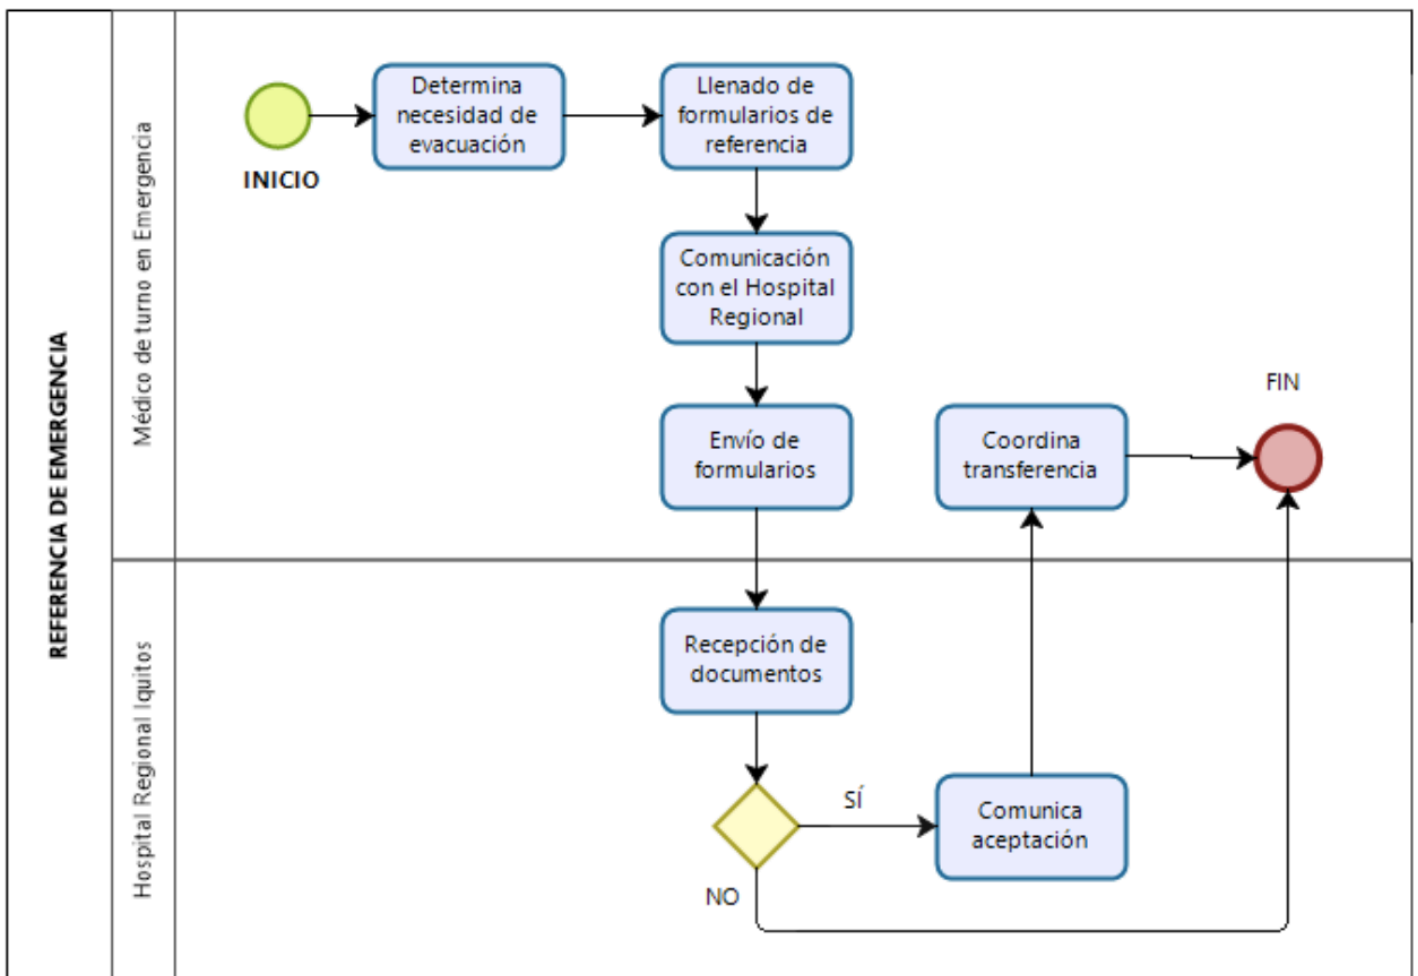 REFERENCIA DE EMERGENCIA
Médico de turno en Emergencia
INICIO
Determina
necesidad de
evacuación
Llenado de
formularios de
referencia
Comunicación
con el Hospital
Regional
Envío de
formularios
Coordina
transferencia
FIN
Hospital Regional Iquitos
Recepción de
documentos
SÍ
NO
Comunica
aceptación